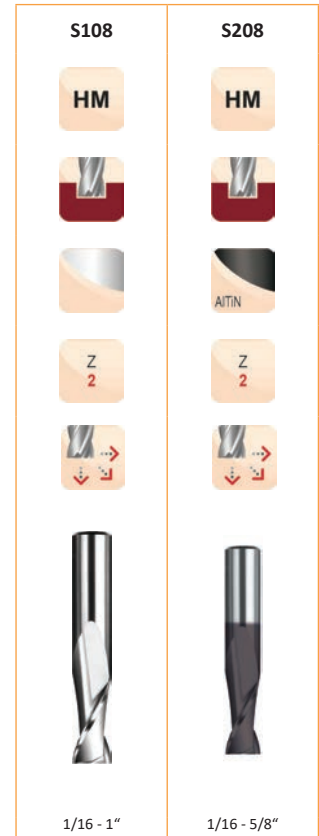 S108 S208
HM HM
AlTiN
Z Z
2 2
1/16 - 1“ 1/16 - 5/8“